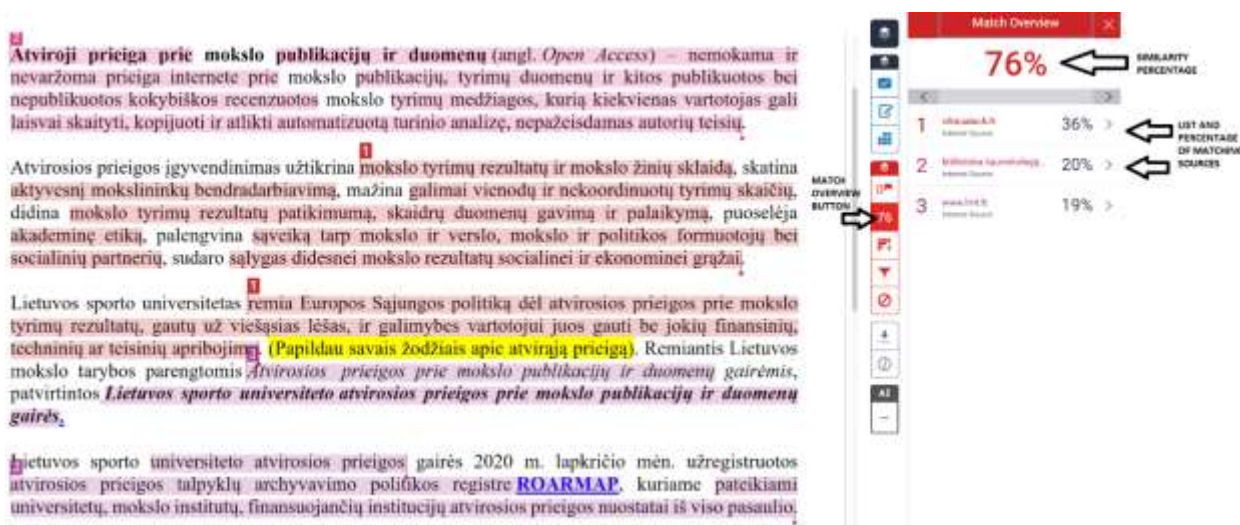 2
Atviroji prieiga prie mokslo publikacijų ir duomenų (angl. Open Access) – nemokama ir
nevaržoma prieiga internete prie mokslo publikacijų, tyrimų duomenų ir kitos publikuotos bei
nepublikuotos kokybiškos recenzuotos mokslo tyrimų medžiagos, kurią kiekvienas vartotojas gali
laisvai skaityti, kopijuoti ir atlikti automatizuotą turinio analizę, nepažeisdamas autorių teisių.
1
Atvirosios prieigos įgyvendinimas užtikrina mokslo tyrimų rezultatų ir mokslo žinių sklaidą, skatina
aktyvesnį mokslininkų bendradarbiavimą, mažina galimai vienodų ir nekoordinuotų tyrimų skaičių,
didina mokslo tyrimų rezultatų patikimumą, skaidrų duomenų gavimą ir palaikymą, puoselėja
akademinę etiką, palengvina sąveiką tarp mokslo ir verslo, mokslo ir politikos formuotojų bei
socialinių partnerių, sudaro sąlygas didesnei mokslo rezultatų socialinei ir ekonominei grąžai.
1
Lietuvos sporto universitetas remia Europos Sąjungos politiką dėl atvirosios prieigos prie mokslo
tyrimų rezultatų, gautų už viešąsias lėšas, ir galimybes vartotojui juos gauti be jokių finansinių,
techninių ar teisinių apribojimų. (Papildau savais žodžiais apie atvirąją prieigą). Remiantis Lietuvos
mokslo tarybos parengtomis Atvirosios prieigos prie mokslo publikacijų ir duomenų gairėmis,
patvirtintos Lietuvos sporto universiteto atvirosios prieigos prie mokslo publikacijų ir duomenų
gairės.
Lietuvos sporto universiteto atvirosios prieigos gairės 2020 m. lapkričio mėn. užregistruotos
atvirosios prieigos talpyklų archyvavimo politikos registre ROARMAP, kuriame pateikiami
universitetų, mokslo institutų, finansuojančių institucijų atvirosios prieigos nuostatai iš viso pasaulio.
MATCH
OVERVIEW
BUTTON
76
AI
Match Overview
76%
SIMILARITY
PERCENTAGE
1
Internet Source
36%
2
Internet Source
20%
3
Internet Source
19%
LIST AND
PERCENTAGE
OF MATCHING
SOURCES